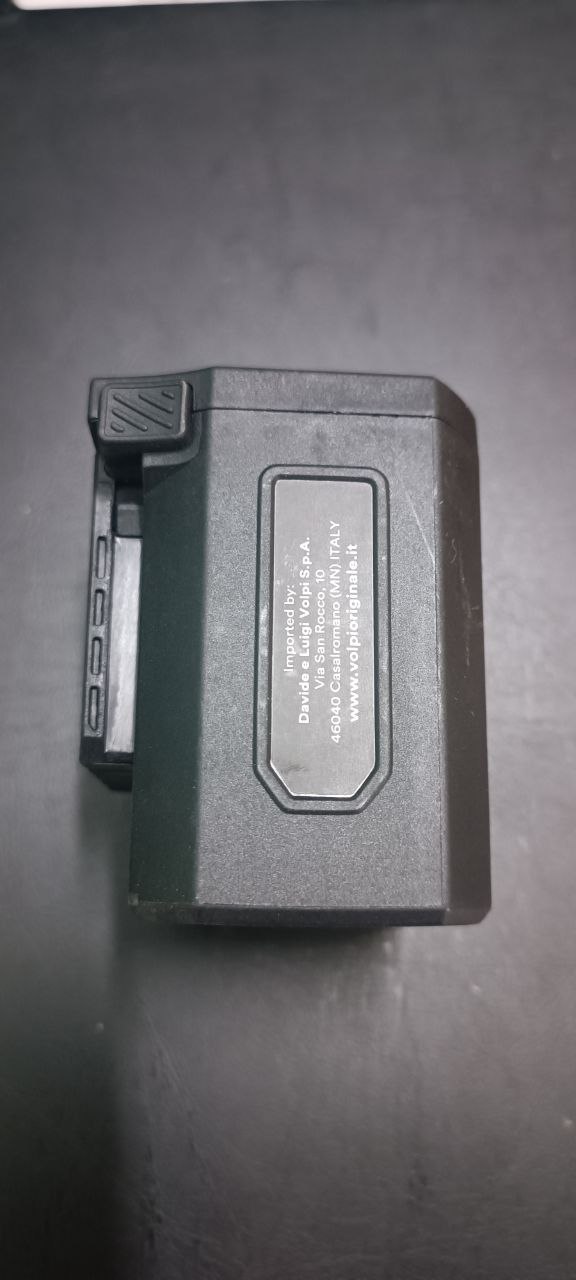 Imported by:
Davide e Luigi Volpi S.p.A.
Via San Rocco, 10
46040 Casalromano (MN) ITALY
www.volpioriginale.it